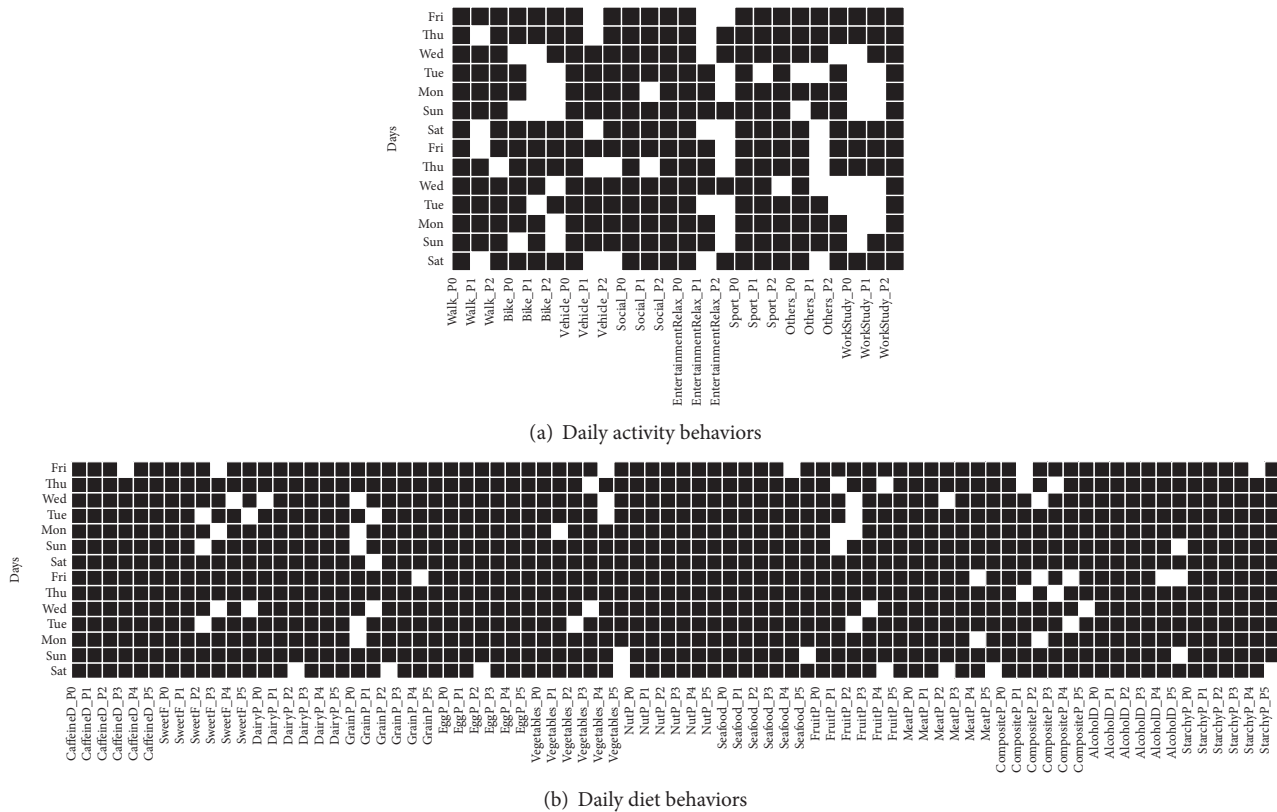 Fri
Thu
Wed
Tue
Mon
Sun
Sat
Fri
Thu
Wed
Tue
Mon
Sun
Sat
Days
Walk_P0
Walk_P1
Walk_P2
Bike_P0
Bike_P1
Bike_P2
Vehicle_P0
Vehicle_P1
Vehicle_P2
Social_P0
Social_P1
Social_P2
EntertainmentRelax_P0
EntertainmentRelax_P1
EntertainmentRelax_P2
Sport_P0
Sport_P1
Sport_P2
Others_P0
Others_P1
Others_P2
WorkStudy_P0
WorkStudy_P1
WorkStudy_P2
(a) Daily activity behaviors
Fri
Thu
Wed
Tue
Mon
Sun
Sat
Fri
Thu
Wed
Tue
Mon
Sun
Sat
Days
CaffeineD_P0
CaffeineD_P1
CaffeineD_P2
CaffeineD_P3
CaffeineD_P4
CaffeineD_P5
SweetF_P0
SweetF_P1
SweetF_P2
SweetF_P3
SweetF_P4
SweetF_P5
DairyP_P0
DairyP_P1
DairyP_P2
DairyP_P3
DairyP_P4
DairyP_P5
GrainP_P0
GrainP_P1
GrainP_P2
GrainP_P3
GrainP_P4
GrainP_P5
EggP_P0
EggP_P1
EggP_P2
EggP_P3
EggP_P4
EggP_P5
Vegetables_P0
Vegetables_P1
Vegetables_P2
Vegetables_P3
Vegetables_P4
Vegetables_P5
NutP_P0
NutP_P1
NutP_P2
NutP_P3
NutP_P4
NutP_P5
Seafood_P0
Seafood_P1
Seafood_P2
Seafood_P3
Seafood_P4
Seafood_P5
FruitP_P0
FruitP_P1
FruitP_P2
FruitP_P3
FruitP_P4
FruitP_P5
MeatP_P0
MeatP_P1
MeatP_P2
MeatP_P3
MeatP_P4
MeatP_P5
CompositeP_P0
CompositeP_P1
CompositeP_P2
CompositeP_P3
CompositeP_P4
CompositeP_P5
AlcoholD_P0
AlcoholD_P1
AlcoholD_P2
AlcoholD_P3
AlcoholD_P4
AlcoholD_P5
StarchyP_P0
StarchyP_P1
StarchyP_P2
StarchyP_P3
StarchyP_P4
StarchyP_P5
(b) Daily diet behaviors